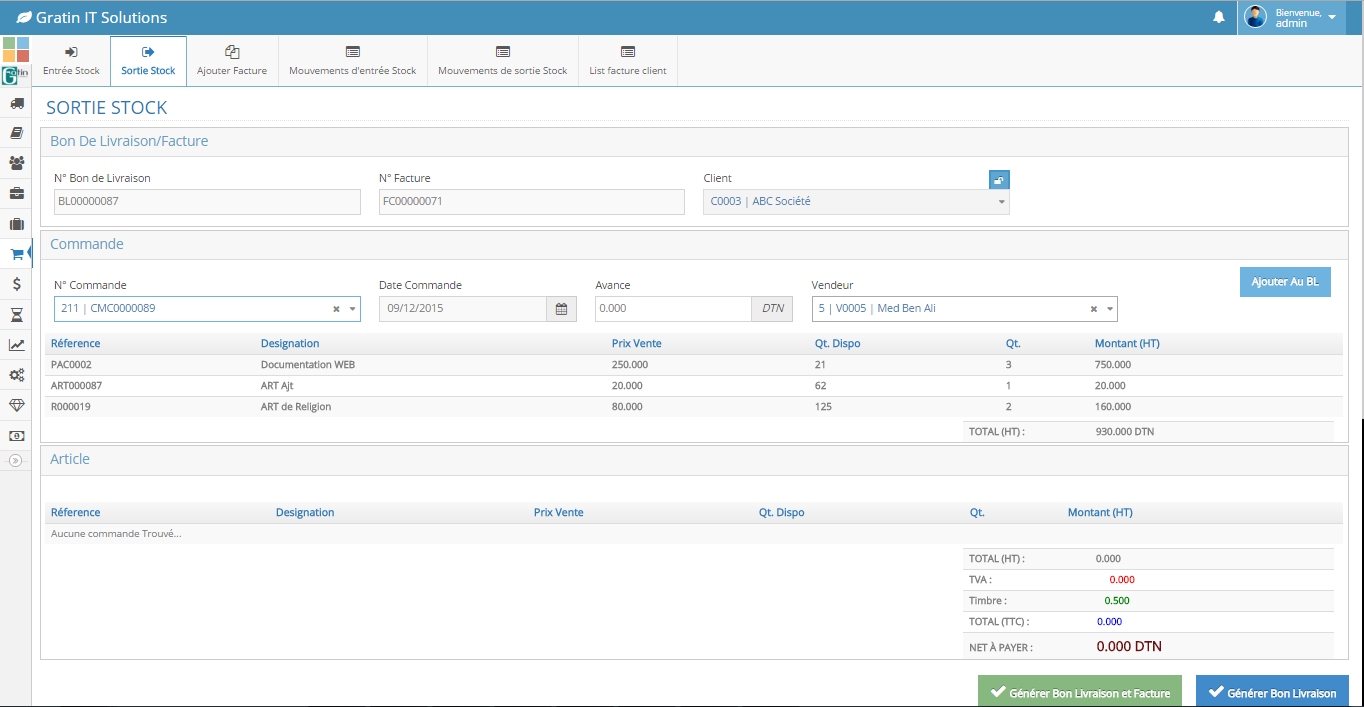 Gratin IT Solutions
Bienvenue,
admin
Entrée Stock
Sortie Stock
Ajouter Facture
Mouvements d'entrée Stock
Mouvements de sortie Stock
List facture client
SORTIE STOCK
Bon De Livraison/Facture
N° Bon de Livraison N° Facture Client
BL00000087 FC00000071 C0003 | ABC Société
Commande
Ajouter Au BL
N° Commande Date Commande Avance Vendeur
211 | CMC0000089 09/12/2015 0.000 DTN 5 | V0005 | Med Ben Ali
Réference Designation Prix Vente Qt. Dispo Qt. Montant (HT)
PAC0002 Documentation WEB 250.000 21 3 750.000
ART000087 ART Ajt 20.000 62 1 20.000
R000019 ART de Religion 80.000 125 2 160.000
TOTAL (HT) : 930.000 DTN
Article
Réference Designation Prix Vente Qt. Dispo Qt. Montant (HT)
Aucune commande Trouvé...
TOTAL (HT) : 0.000
TVA : 0.000
Timbre : 0.500
TOTAL (TTC) : 0.000
NET À PAYER : 0.000 DTN
Générer Bon Livraison et Facture
Générer Bon Livraison